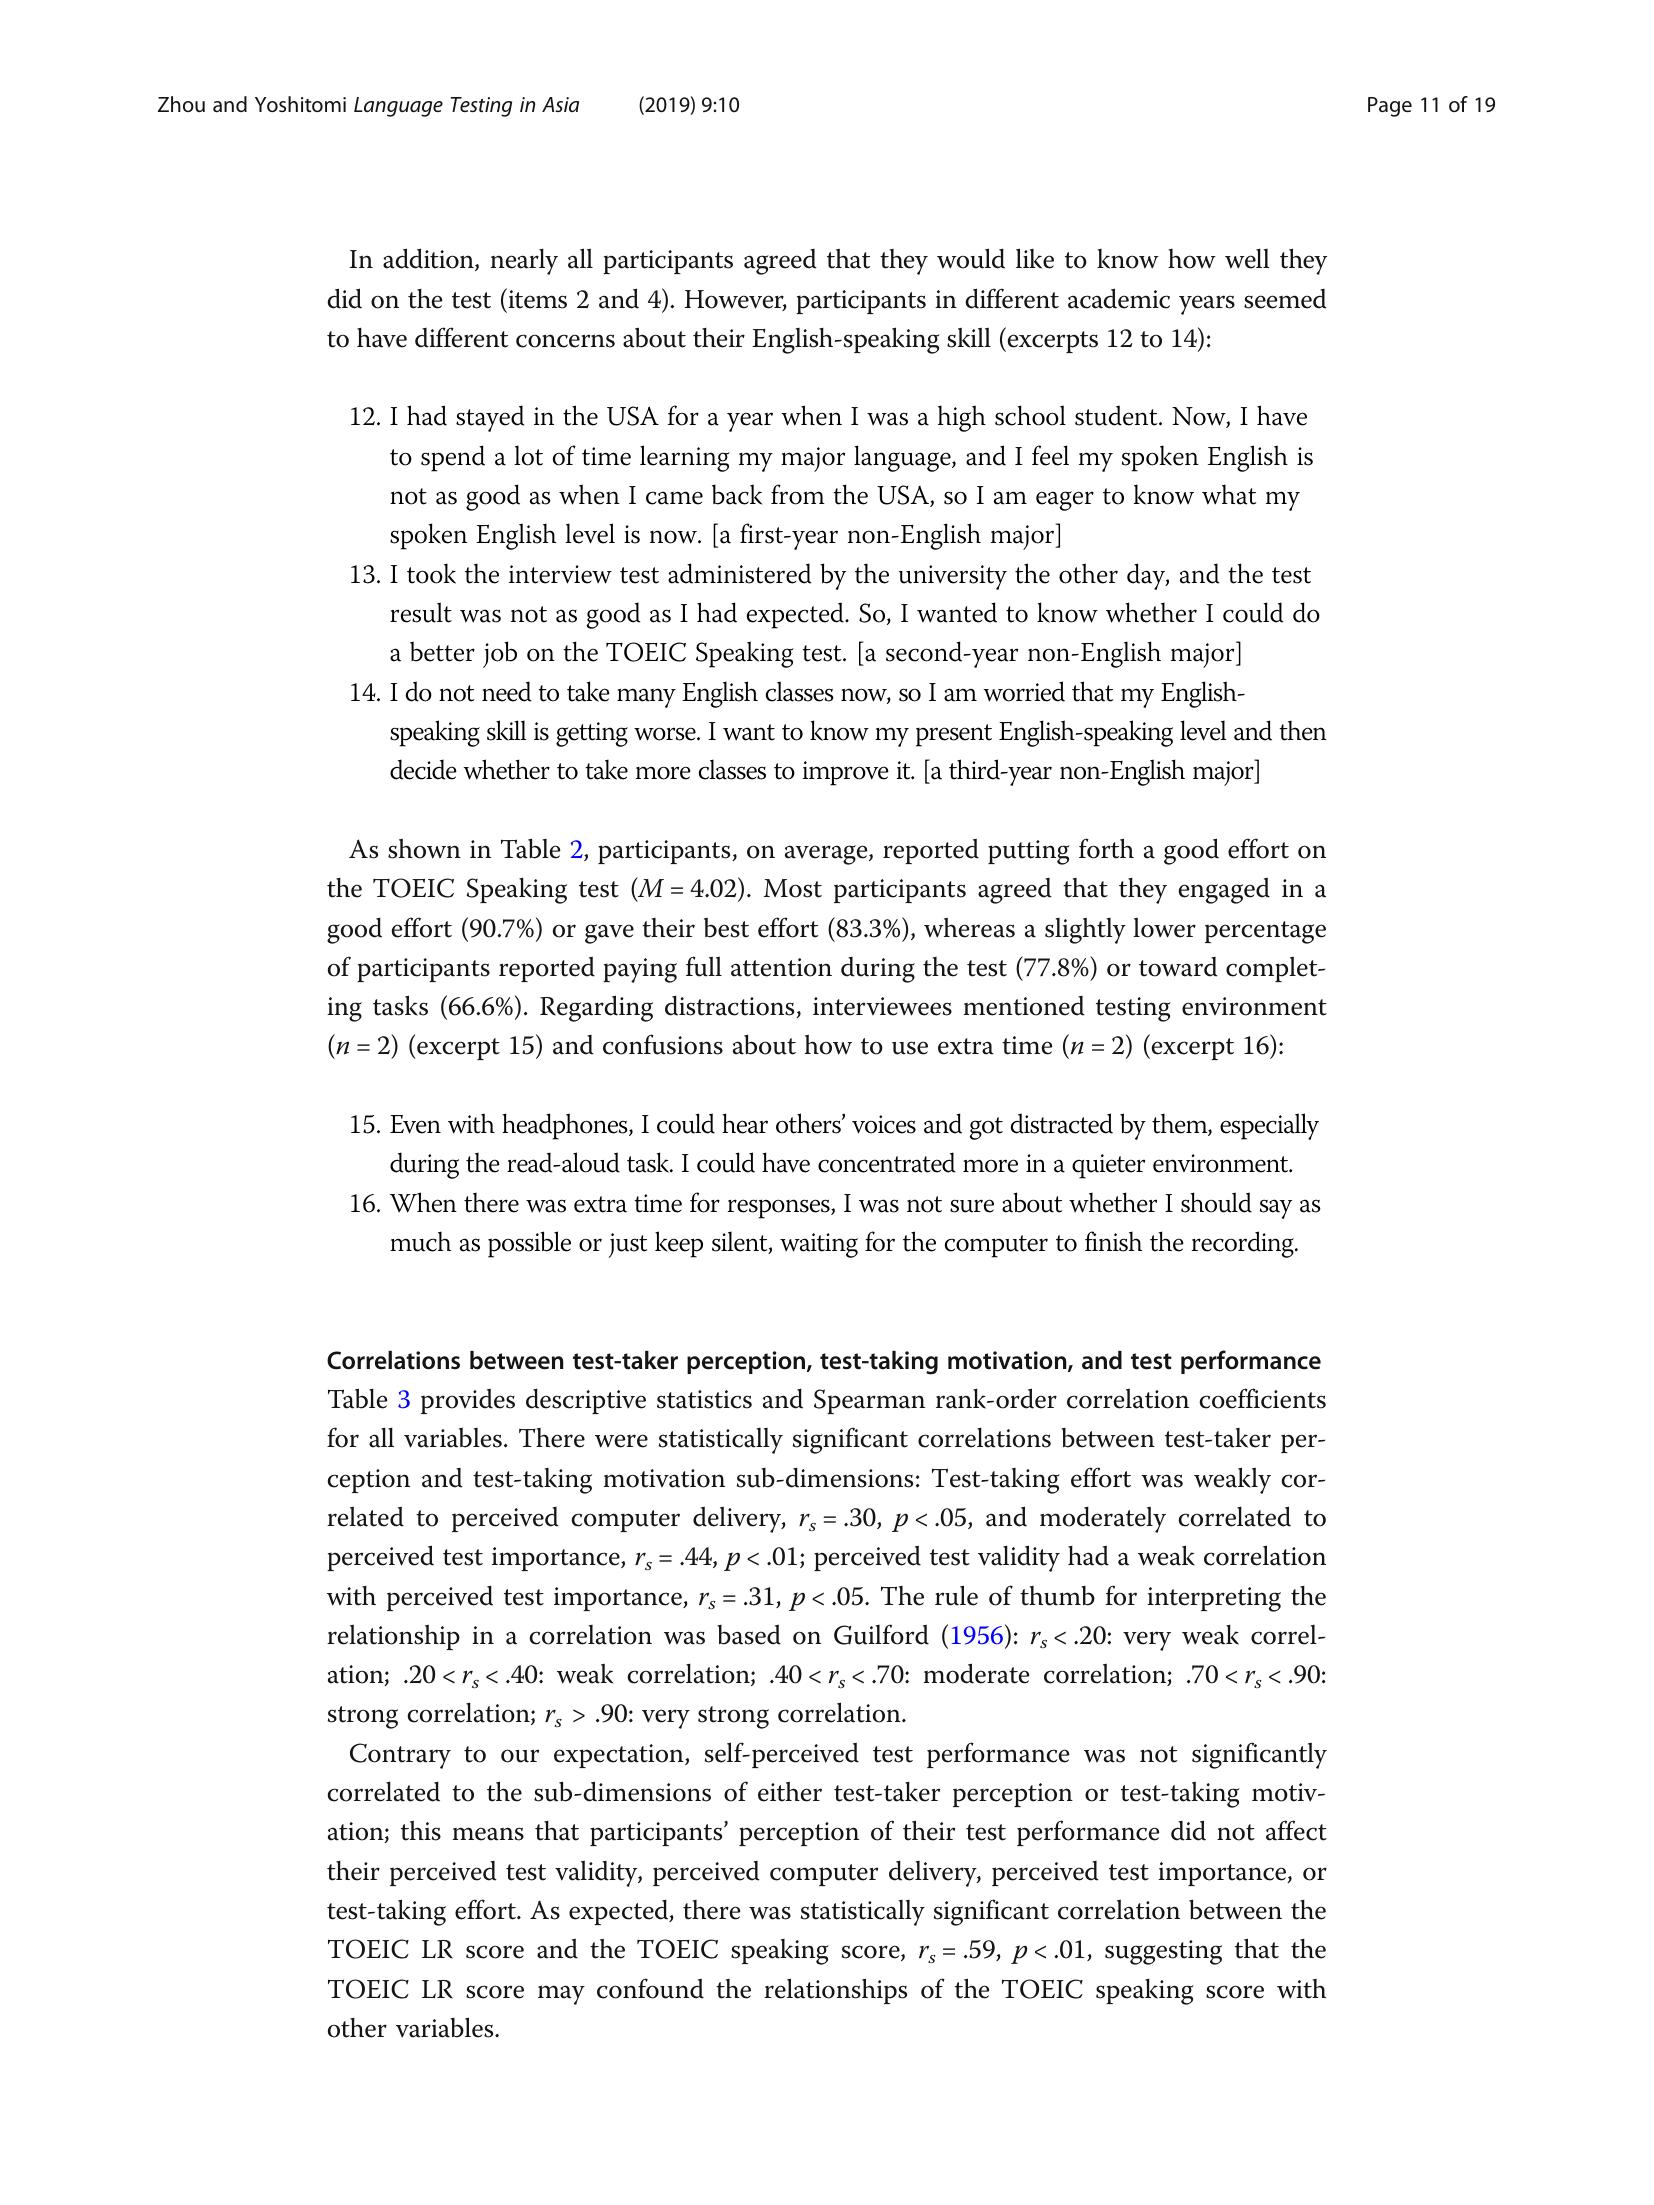 Zhou and Yoshitomi Language Testing in Asia (2019) 9:10 Page 11 of 19
In addition, nearly all participants agreed that they would like to know how well they
did on the test (items 2 and 4). However, participants in different academic years seemed
to have different concerns about their English-speaking skill (excerpts 12 to 14):
12. I had stayed in the USA for a year when I was a high school student. Now, I have
to spend a lot of time learning my major language, and I feel my spoken English is
not as good as when I came back from the USA, so I am eager to know what my
spoken English level is now. [a first-year non-English major]
13. I took the interview test administered by the university the other day, and the test
result was not as good as I had expected. So, I wanted to know whether I could do
a better job on the TOEIC Speaking test. [a second-year non-English major]
14. I do not need to take many English classes now, so I am worried that my English-
speaking skill is getting worse. I want to know my present English-speaking level and then
decide whether to take more classes to improve it. [a third-year non-English major]
As shown in Table 2, participants, on average, reported putting forth a good effort on
the TOEIC Speaking test (M = 4.02). Most participants agreed that they engaged in a
good effort (90.7%) or gave their best effort (83.3%), whereas a slightly lower percentage
of participants reported paying full attention during the test (77.8%) or toward complet-
ing tasks (66.6%). Regarding distractions, interviewees mentioned testing environment
(n = 2) (excerpt 15) and confusions about how to use extra time (n = 2) (excerpt 16):
15. Even with headphones, I could hear others’ voices and got distracted by them, especially
during the read-aloud task. I could have concentrated more in a quieter environment.
16. When there was extra time for responses, I was not sure about whether I should say as
much as possible or just keep silent, waiting for the computer to finish the recording.
Correlations between test-taker perception, test-taking motivation, and test performance
Table 3 provides descriptive statistics and Spearman rank-order correlation coefficients
for all variables. There were statistically significant correlations between test-taker per-
ception and test-taking motivation sub-dimensions: Test-taking effort was weakly cor-
related to perceived computer delivery, rs = .30, p < .05, and moderately correlated to
perceived test importance, rs = .44, p < .01; perceived test validity had a weak correlation
with perceived test importance, rs = .31, p < .05. The rule of thumb for interpreting the
relationship in a correlation was based on Guilford (1956): rs < .20: very weak correl-
ation; .20 < rs < .40: weak correlation; .40 < rs < .70: moderate correlation; .70 < rs < .90:
strong correlation; rs > .90: very strong correlation.
Contrary to our expectation, self-perceived test performance was not significantly
correlated to the sub-dimensions of either test-taker perception or test-taking motiv-
ation; this means that participants’ perception of their test performance did not affect
their perceived test validity, perceived computer delivery, perceived test importance, or
test-taking effort. As expected, there was statistically significant correlation between the
TOEIC LR score and the TOEIC speaking score, rs = .59, p < .01, suggesting that the
TOEIC LR score may confound the relationships of the TOEIC speaking score with
other variables.